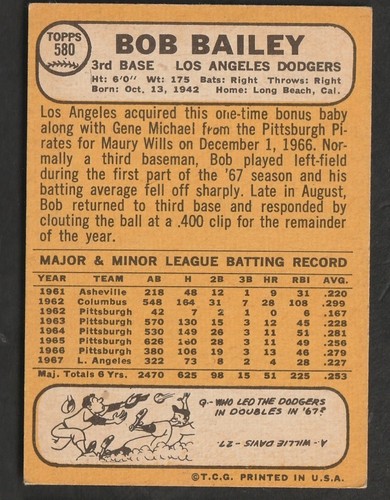 TOPPS
580
BOB BAILEY
3rd BASE LOS ANGELES DODGERS
Ht: 6'0" Wt: 175 Bats: Right Throws: Right
Born: Oct, 13, 1942 Home: Long Beach, Cal.
Los Angeles acquired this one-time bonus baby
along with Gene Michael from the Pittsburgh Pi-
rates for Maury Wills on December 1, 1966. Nor-
mally a third baseman, Bob played left-field
during the first part of the '67 season and his
batting average fell off sharply. Late in August,
Bob returned to third base and responded by
clouting the ball at a .400 clip for the remainder
of the year.
MAJOR & MINOR LEAGUE BATTING RECORD
YEAR TEAM AB H 2B 3B HR RBI AVG.
1961 Asheville 218 48 12 1 9 31 .220
1962 Columbus 548 164 31 7 28 108 .299
1962 Pittsburgh 42 7 2 1 0 6 .167
1963 Pittsburgh 570 130 15 3 12 45 .228
1964 Pittsburgh 530 149 26 3 11 51 .281
1965 Pittsburgh 626 160 28 3 11 49 .256
1966 Pittsburgh 380 106 19 3 13 46 .279
1967 L. Angeles 322 73 8 2 4 28 .227
Maj. Totals 6 Yrs. 2470 625 98 15 51 225 .253
Q-WHO LED THE DODGERS
IN DOUBLES IN '67?
A-WILLIE DAVIS-27.
©T.C.G. PRINTED IN U.S.A.